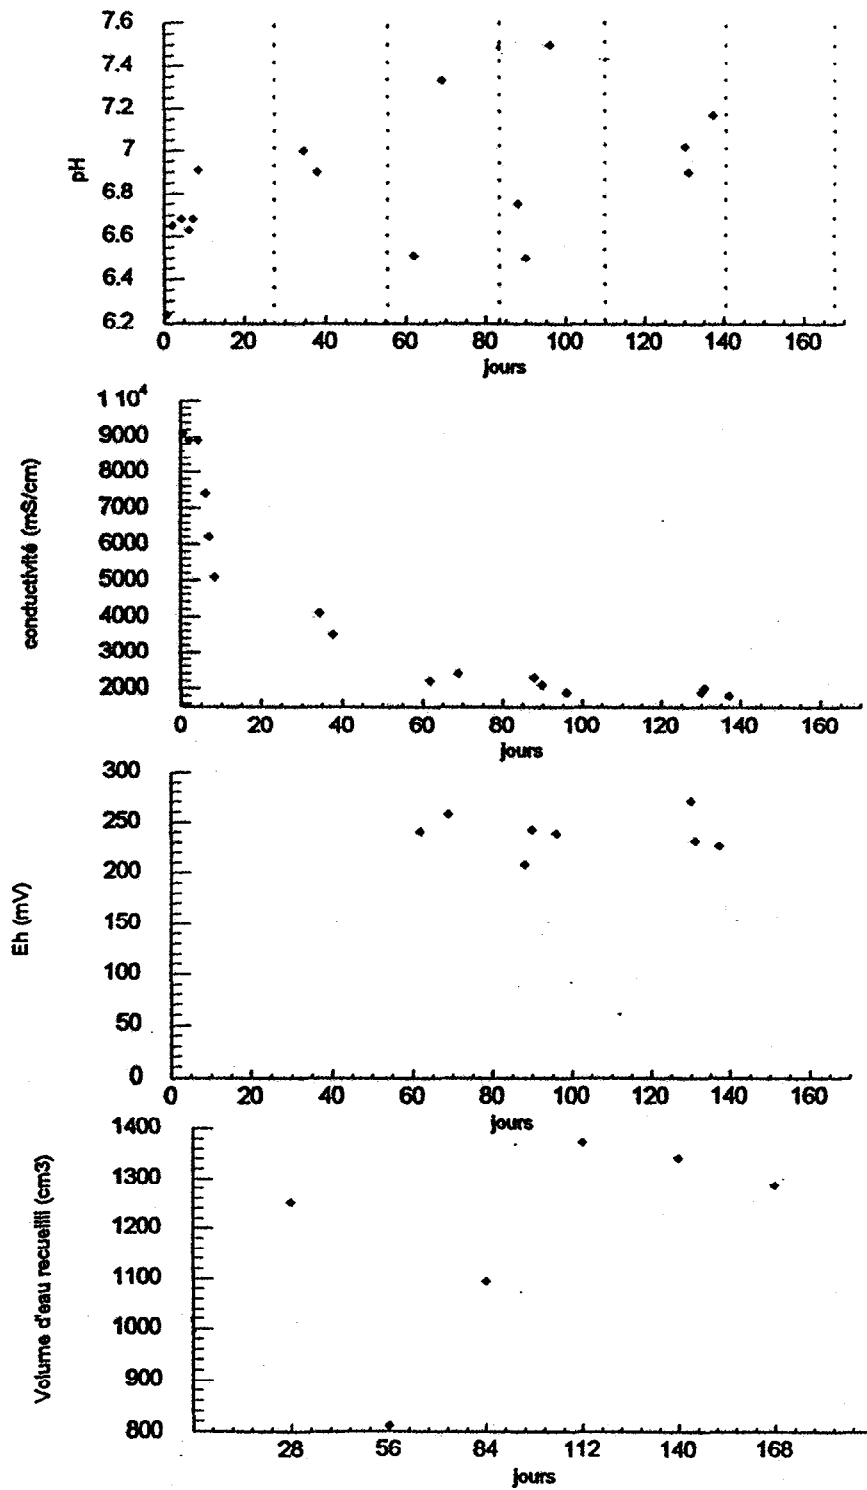 7.6
7.4
7.2
7
6.8
6.6
6.4
6.2
pH
0 20 40 60 80 100 120 140 160
jours
1 10^4
9000
8000
7000
6000
5000
4000
3000
2000
conductivité (mS/cm)
0 20 40 60 80 100 120 140 160
jours
300
250
200
150
100
50
0
Eh (mV)
0 20 40 60 80 100 120 140 160
jours
1400
1300
1200
1100
1000
900
800
Volume d'eau recueilli (cm3)
28 56 84 112 140 168
jours